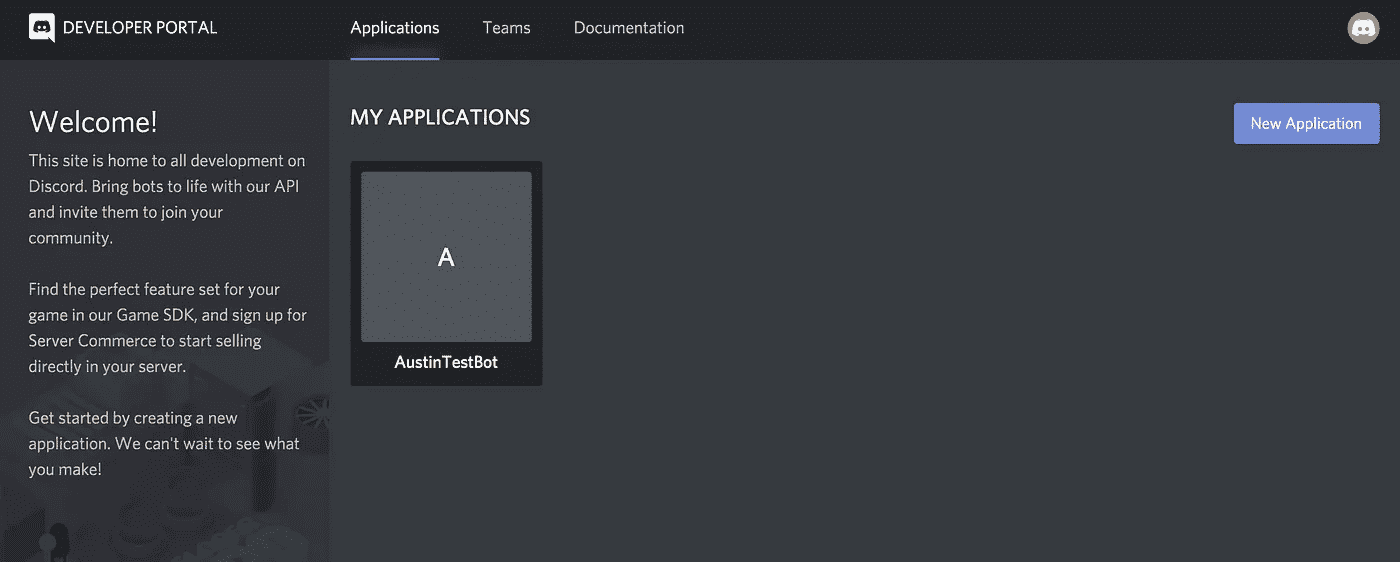 DEVELOPER PORTAL
Applications
Teams
Documentation
Welcome!
This site is home to all development on
Discord. Bring bots to life with our API
and invite them to join your
community.
Find the perfect feature set for your
game in our Game SDK, and sign up for
Server Commerce to start selling
directly in your server.
Get started by creating a new
application. We can't wait to see what
you make!
MY APPLICATIONS
New Application
A
AustinTestBot